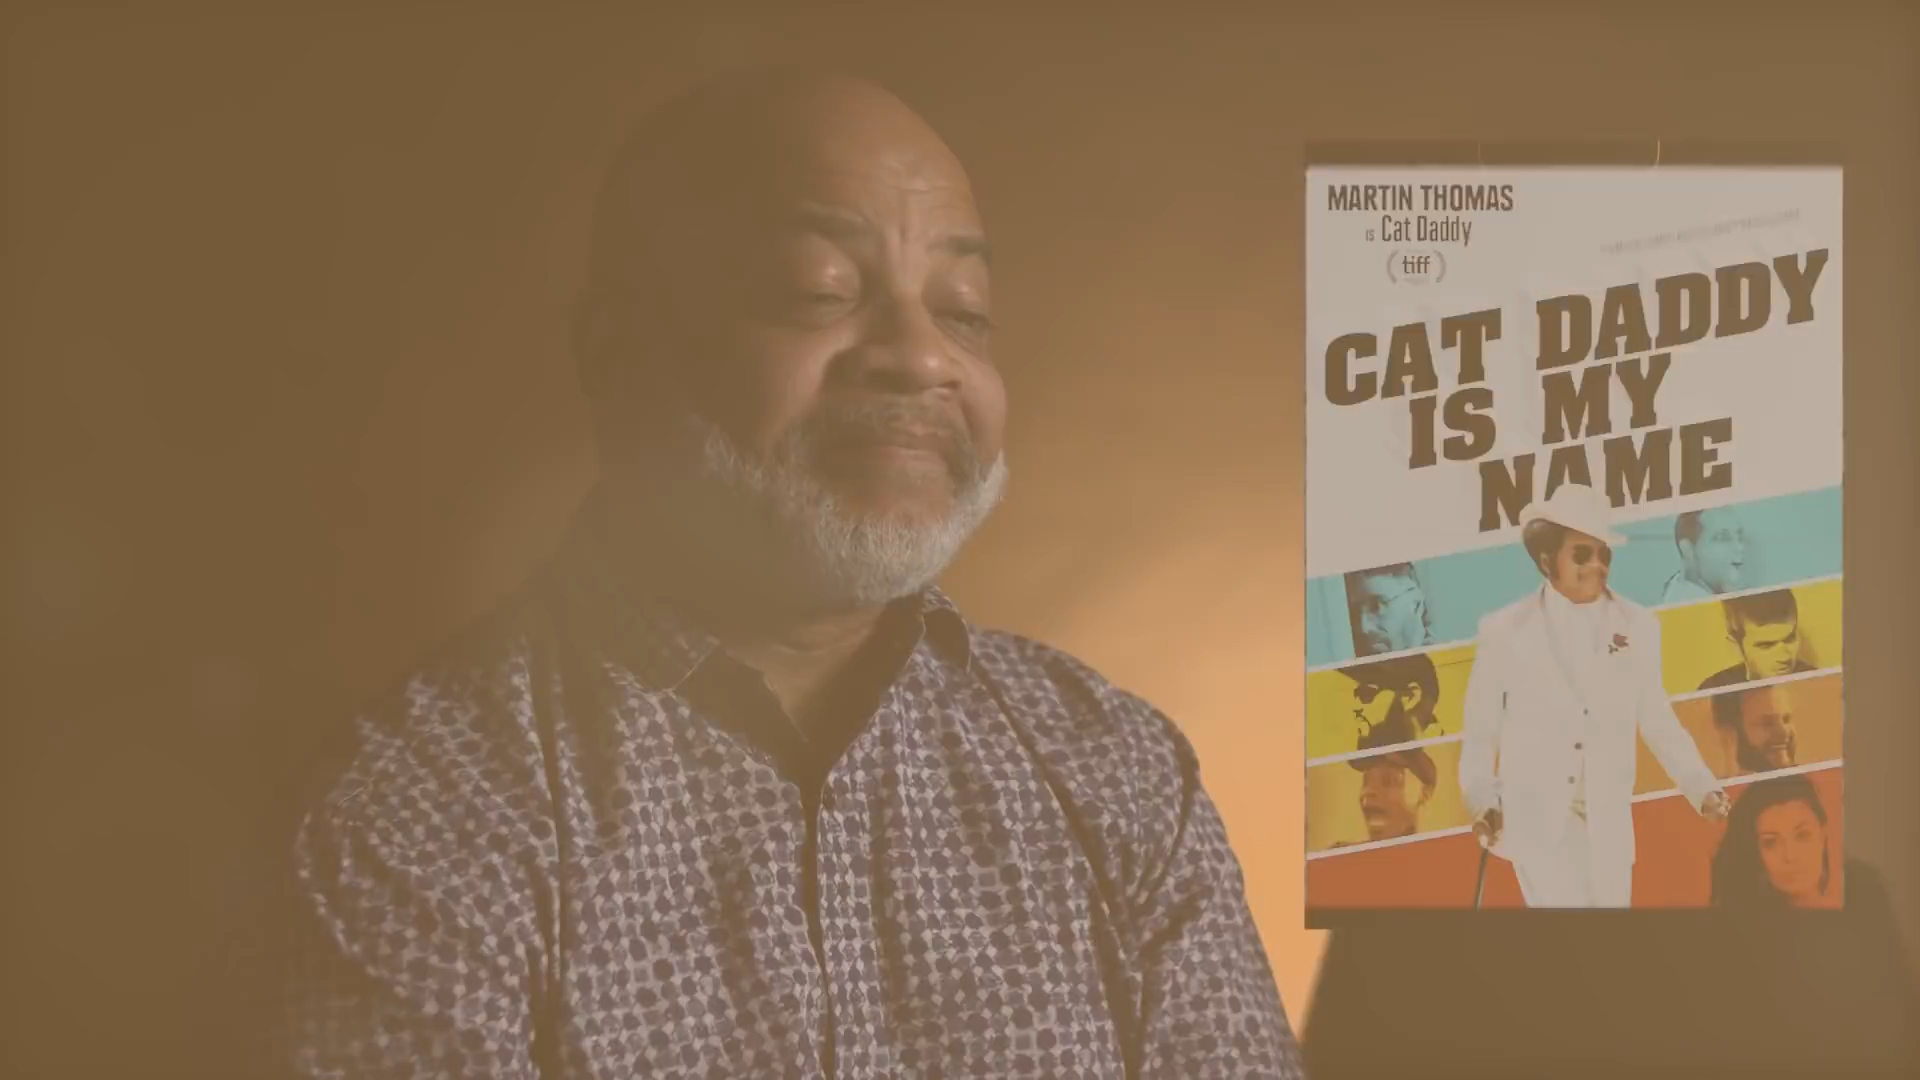 MARTIN THOMAS
IS Cat Daddy
tiff
CAT DADDY
IS MY
NAME